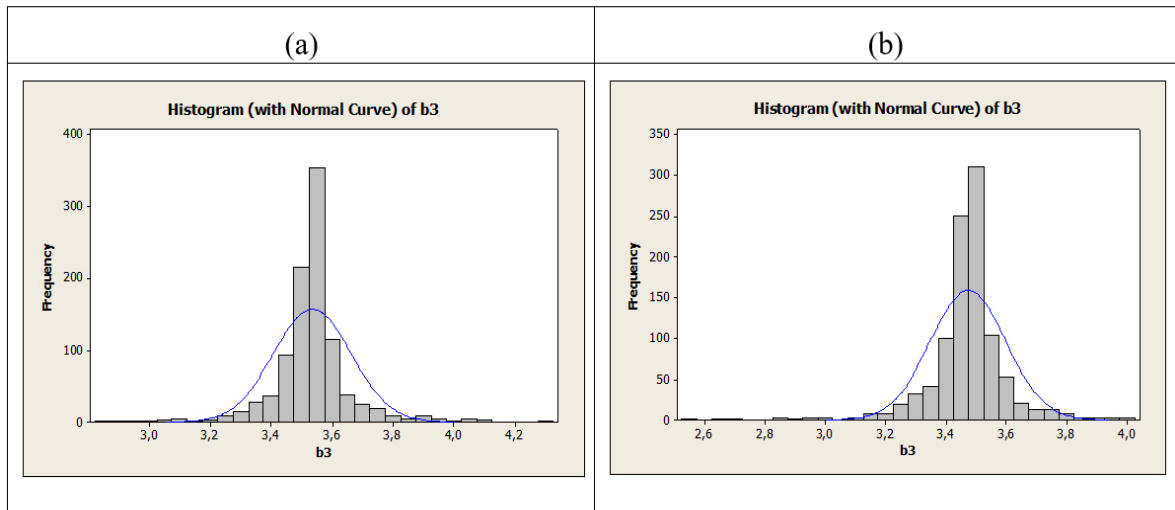 (a)
(b)
Histogram (with Normal Curve) of b3
400
300
200
100
0
Frequency
3,0 3,2 3,4 3,6 3,8 4,0 4,2
b3
Histogram (with Normal Curve) of b3
350
300
250
200
150
100
50
0
Frequency
2,6 2,8 3,0 3,2 3,4 3,6 3,8 4,0
b3